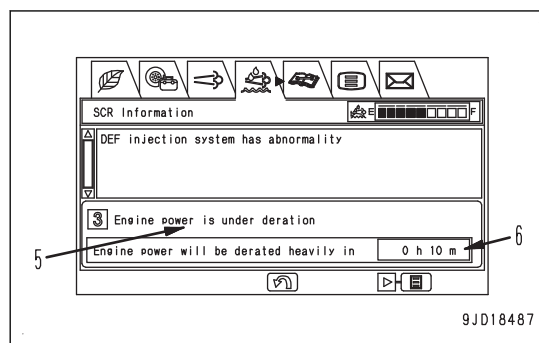 SCR Information
E F
DEF injection system has abnormality
3 Engine power is under deration
Engine power will be derated heavily in 0 h 10 m
5
6
9JD18487